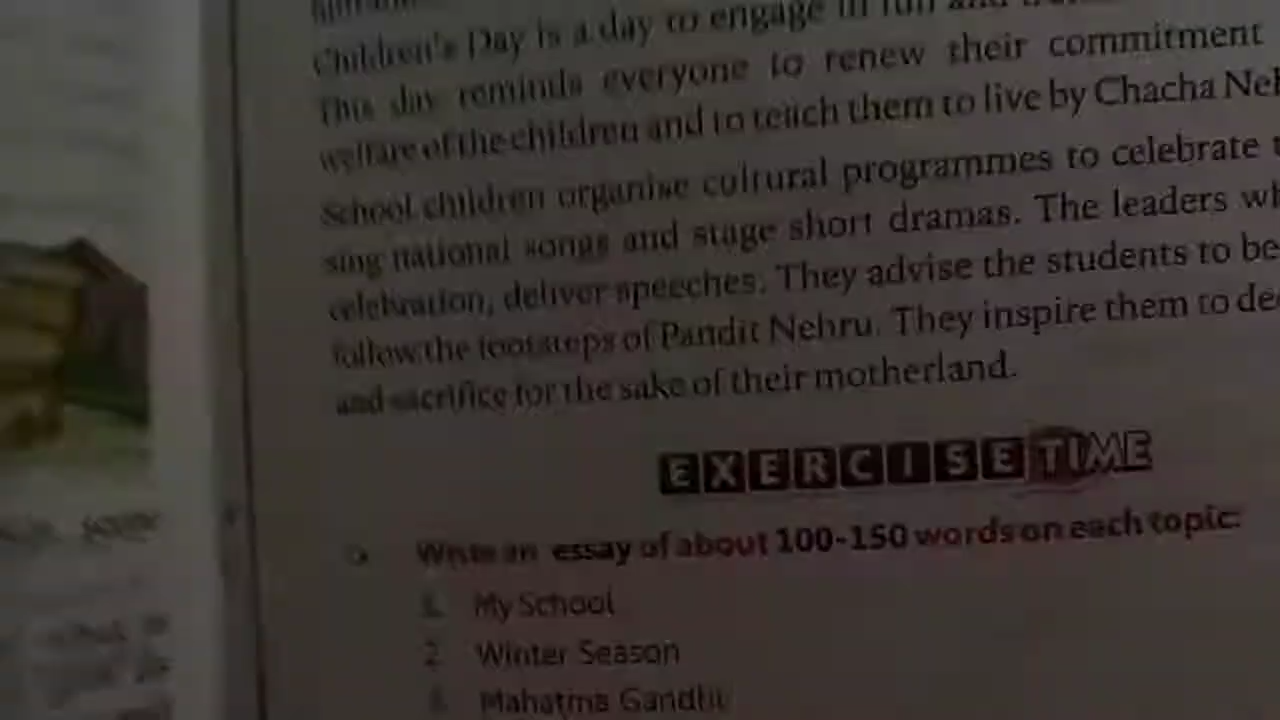 Children's Day is a day to engage in fun and
This day reminds everyone to renew their commitment
welfare of the children and to teach them to live by Chacha Neh
School children organise cultural programmes to celebrate t
sing national songs and stage short dramas. The leaders wh
celebration, deliver speeches. They advise the students to be
follow the footsteps of Pandit Nehru. They inspire them to de
and sacrifice for the sake of their motherland.
EXERCISE TIME
Write an essay of about 100-150 words on each topic:
1. My School
2. Winter Season
3. Mahatma Gandhi